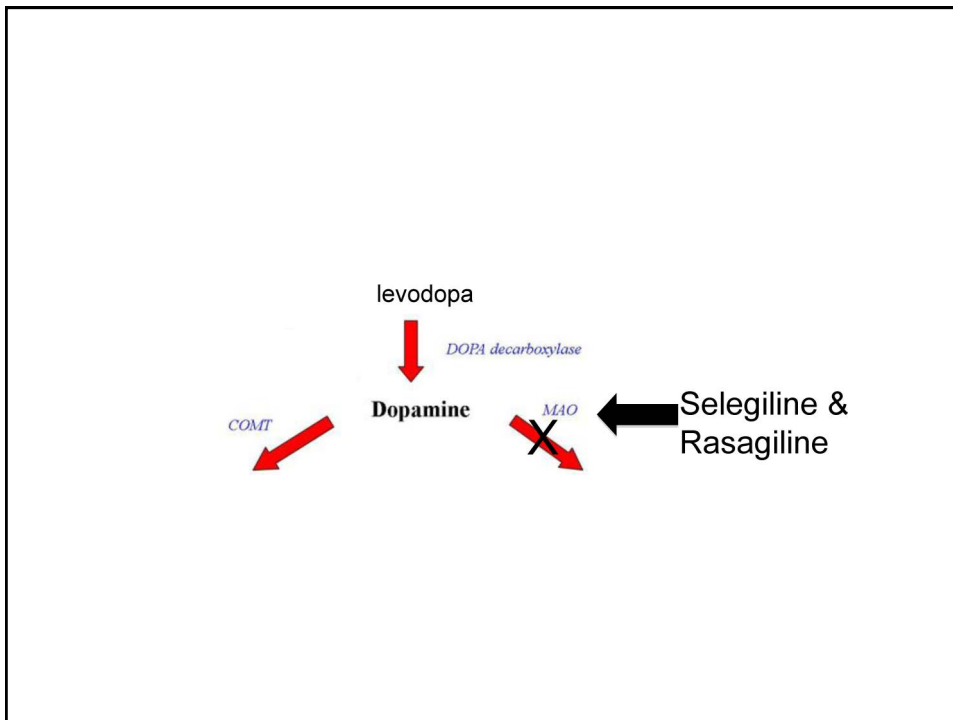 levodopa
DOPA decarboxylase
COMT
Dopamine
MAO
X
Selegiline &
Rasagiline